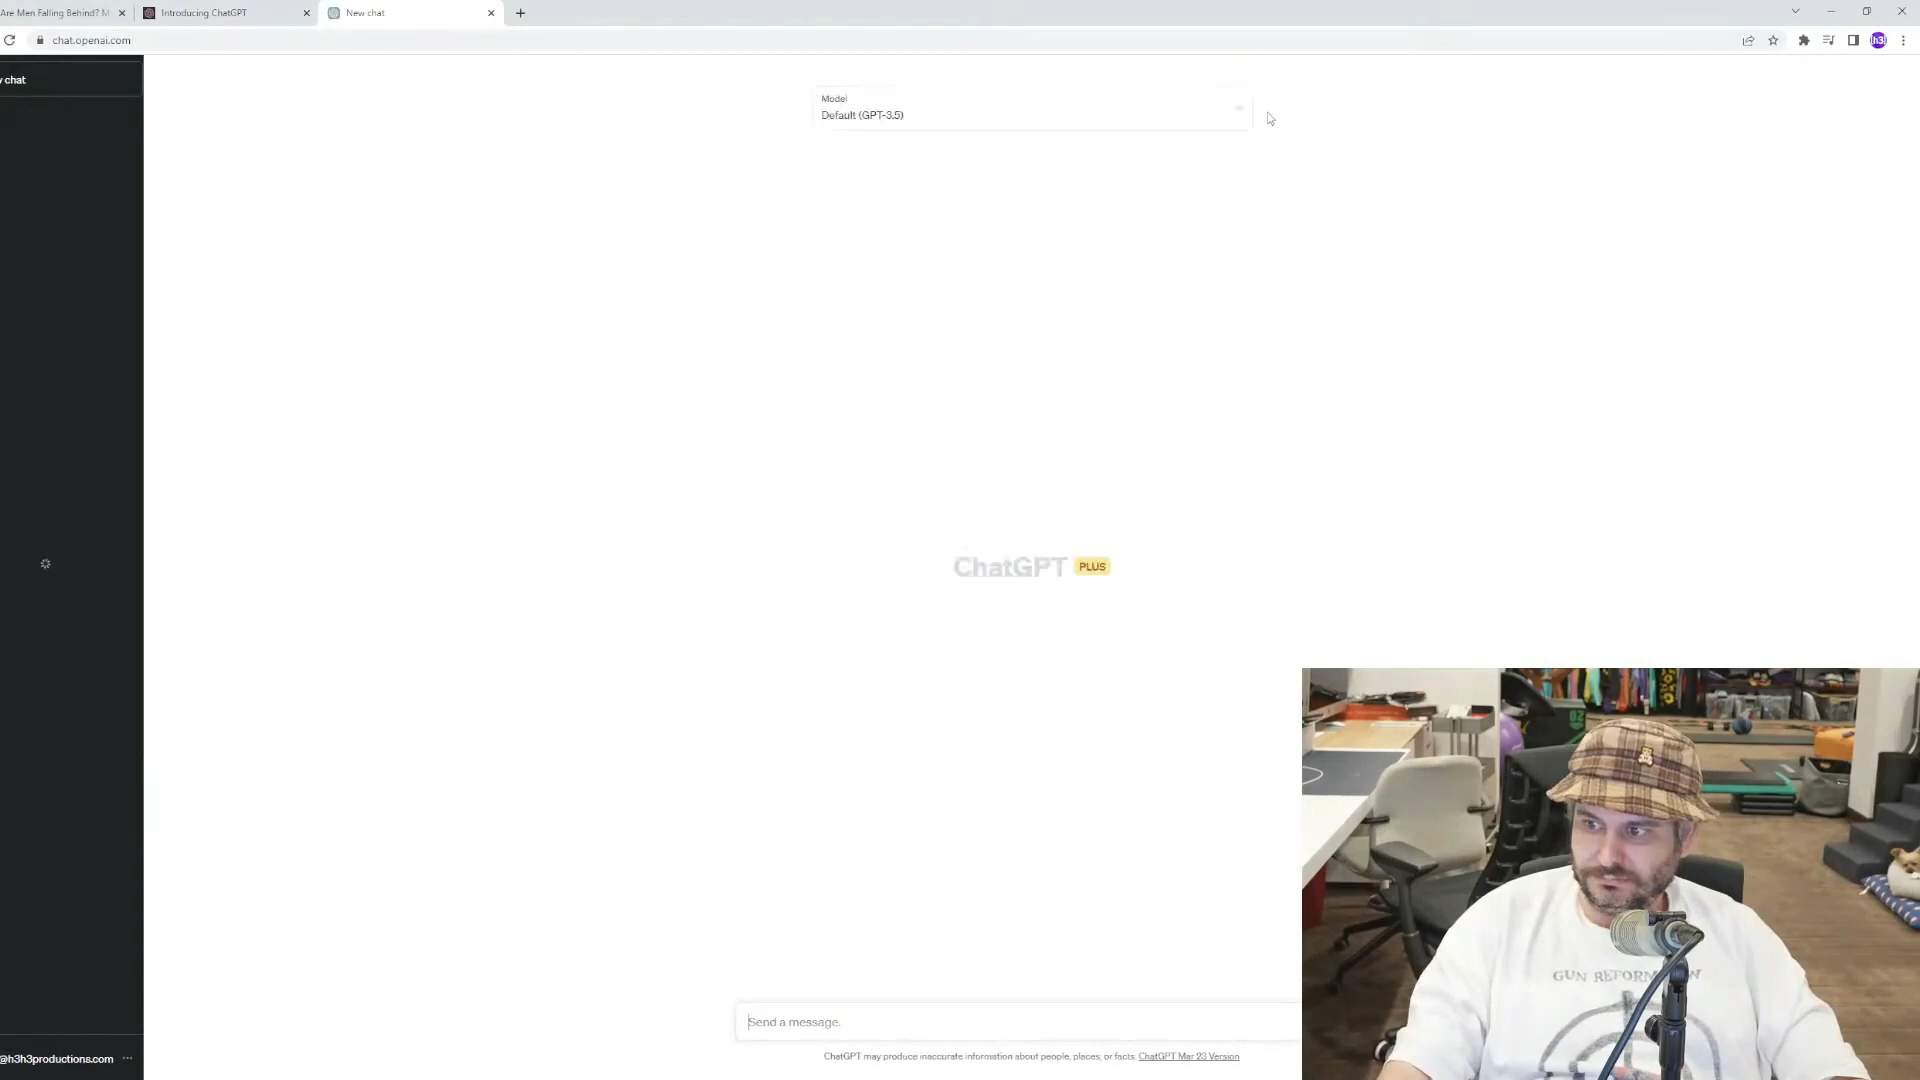 Are Men Falling Behind? M
Introducing ChatGPT
New chat
chat.openai.com
h3
chat
Model
Default (GPT-3.5)
ChatGPT PLUS
Send a message.
ChatGPT may produce inaccurate information about people, places, or facts. ChatGPT Mar 23 Version
@h3h3productions.com
GUN REFORM